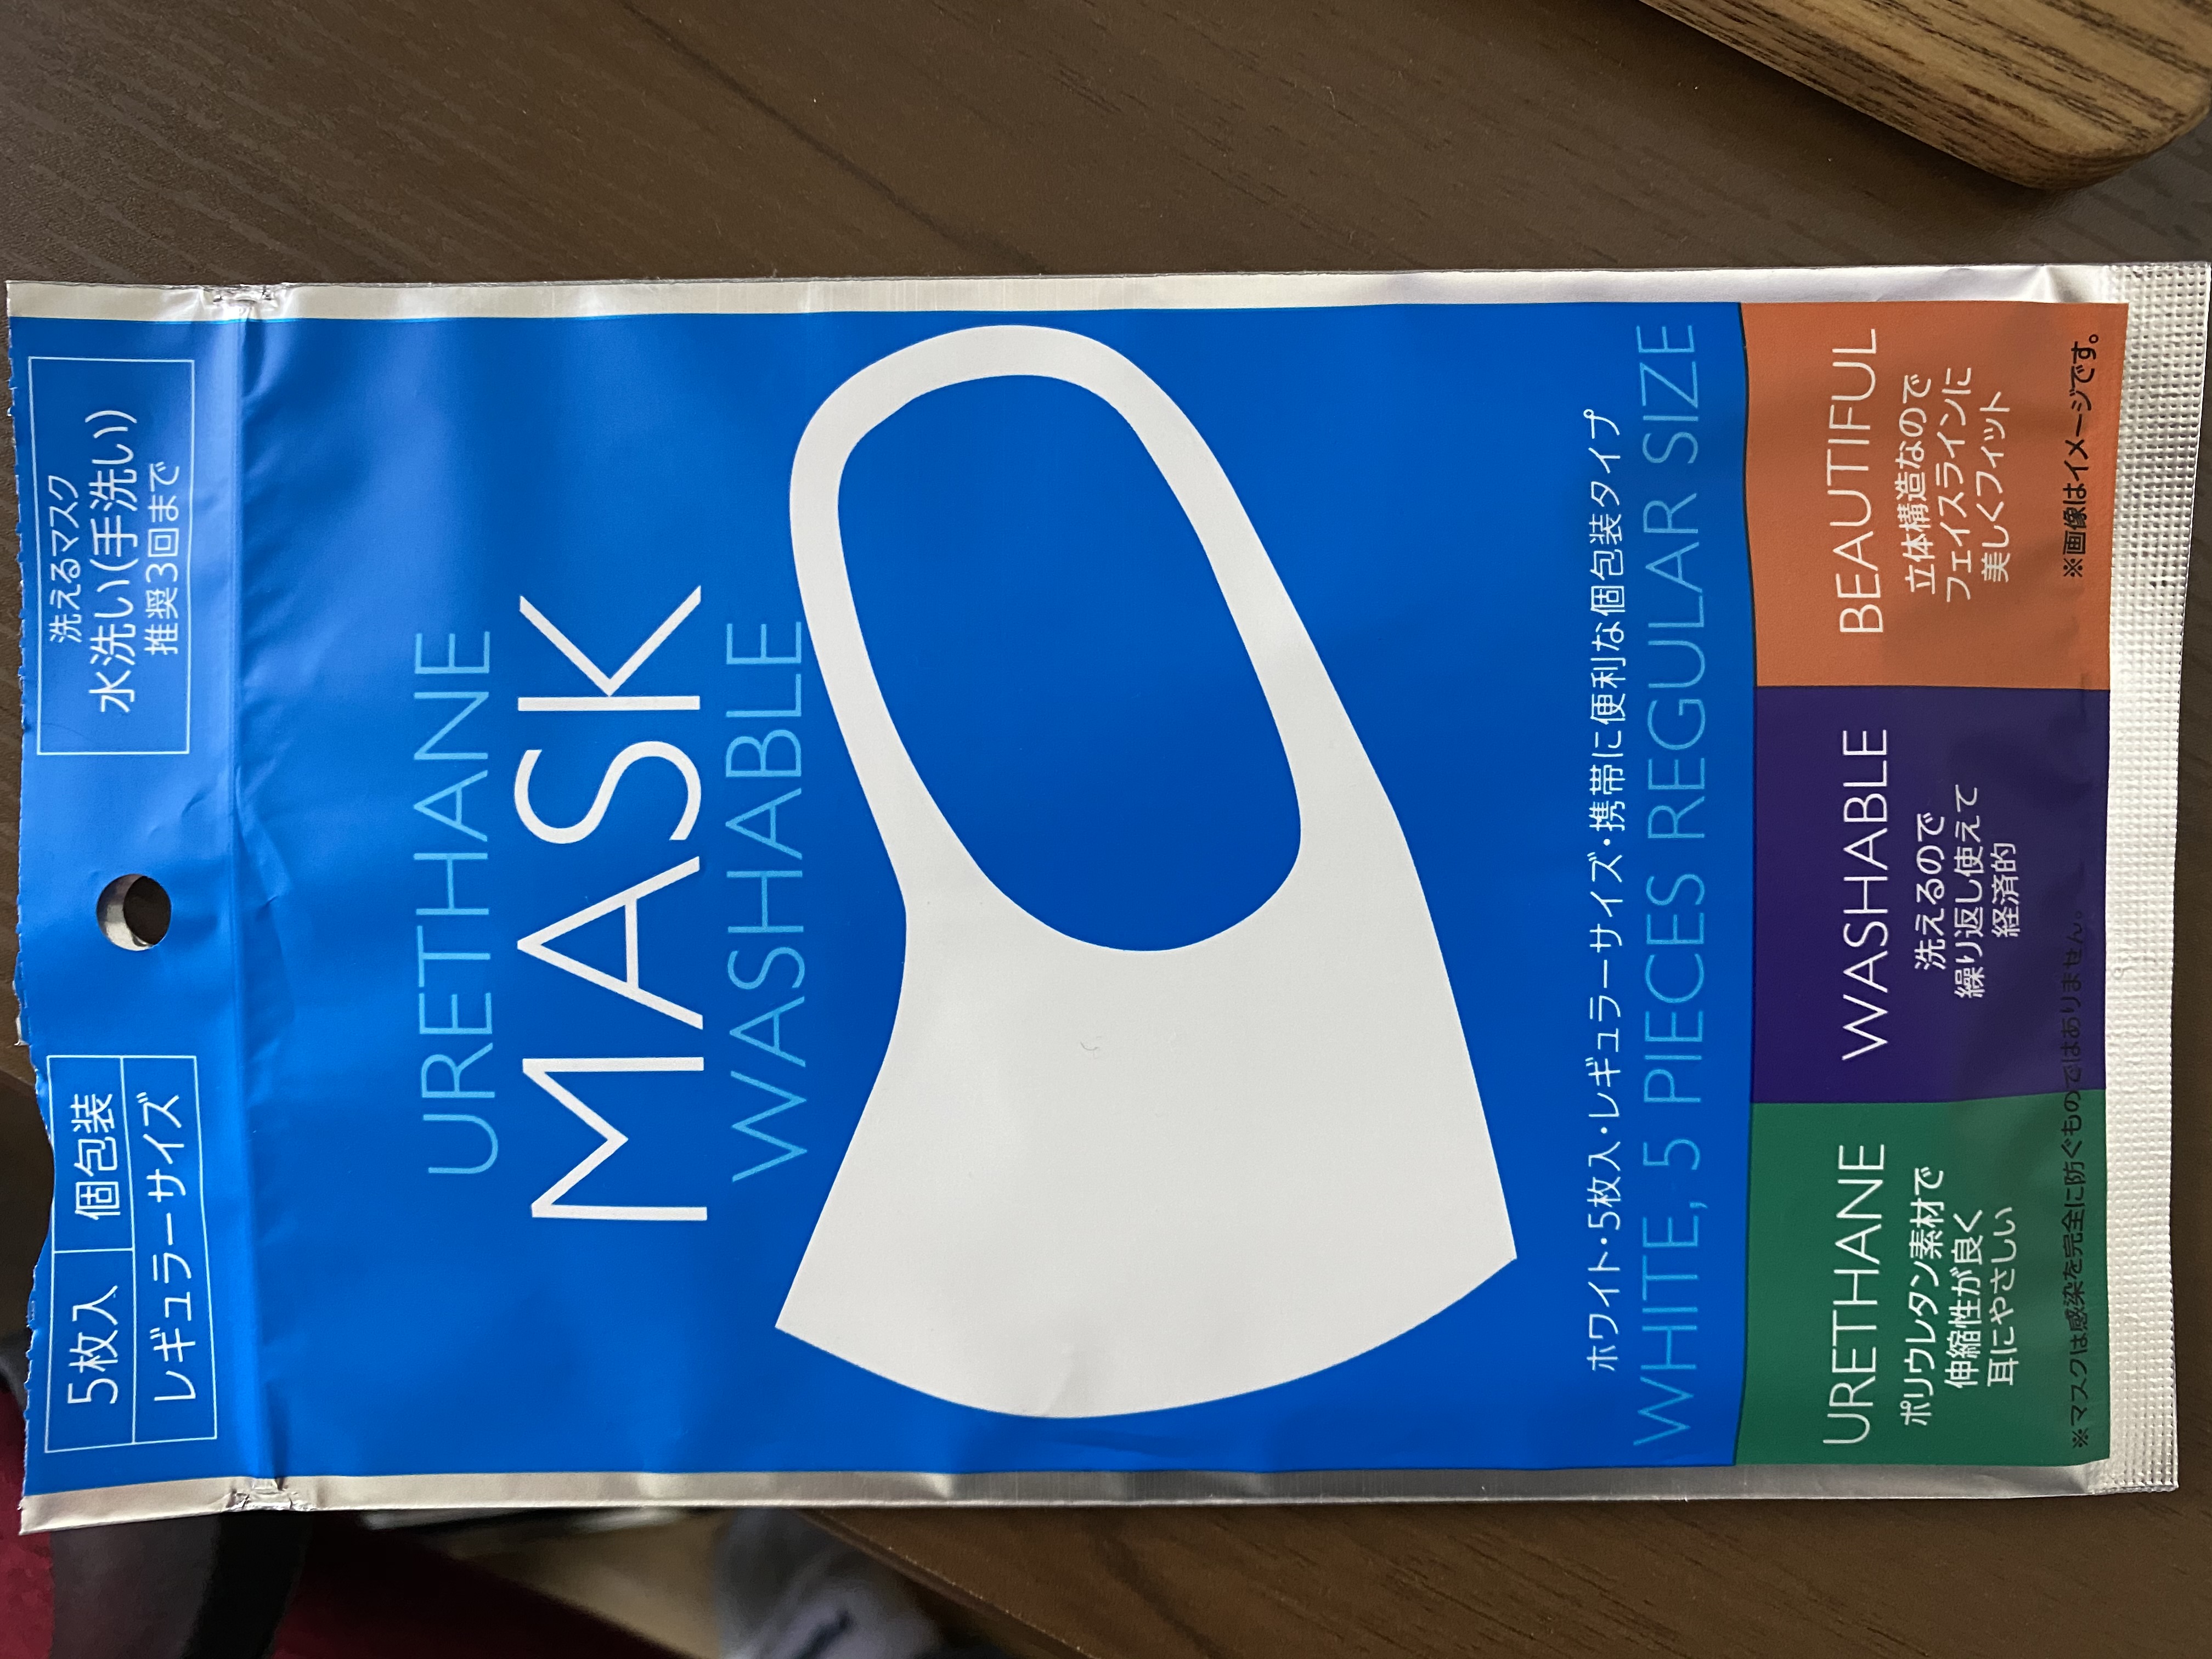 5枚入
個包装
レギュラーサイズ
洗えるマスク
水洗い(手洗い)
推奨3回まで
URETHANE
MASK
WASHABLE
ホワイト・5枚入・レギュラーサイズ・携帯に便利な個包装タイプ
WHITE, 5 PIECES REGULAR SIZE
URETHANE
ポリウレタン素材で
伸縮性が良く
耳にやさしい
WASHABLE
洗えるので
繰り返し使えて
経済的
BEAUTIFUL
立体構造なので
フェイスラインに
美しくフィット
※マスクは感染を完全に防ぐものではありません。
※画像はイメージです。